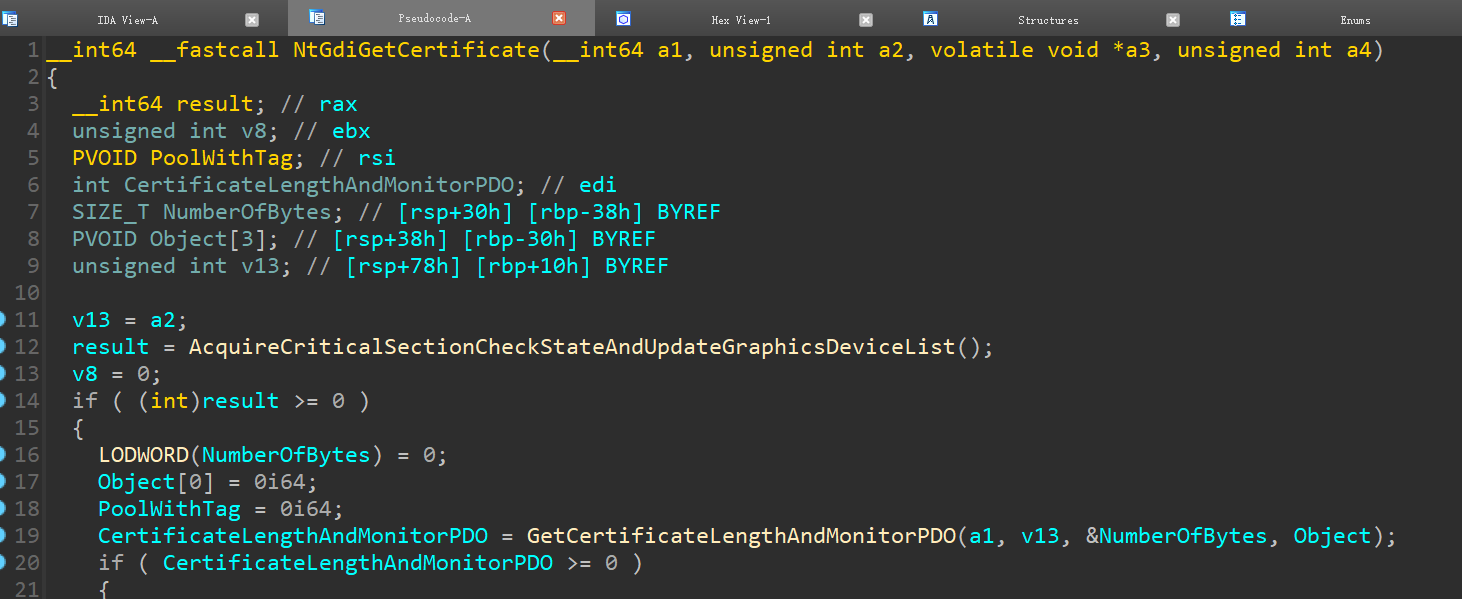 IDA View-A Pseudocode-A Hex View-1 Structures Enums
1 __int64 __fastcall NtGdiGetCertificate(__int64 a1, unsigned int a2, volatile void *a3, unsigned int a4)
2 {
3 __int64 result; // rax
4 unsigned int v8; // ebx
5 PVOID PoolWithTag; // rsi
6 int CertificateLengthAndMonitorPDO; // edi
7 SIZE_T NumberOfBytes; // [rsp+30h] [rbp-38h] BYREF
8 PVOID Object[3]; // [rsp+38h] [rbp-30h] BYREF
9 unsigned int v13; // [rsp+78h] [rbp+10h] BYREF
10
11 v13 = a2;
12 result = AcquireCriticalSectionCheckStateAndUpdateGraphicsDeviceList();
13 v8 = 0;
14 if ( (int)result >= 0 )
15 {
16 LODWORD(NumberOfBytes) = 0;
17 Object[0] = 0i64;
18 PoolWithTag = 0i64;
19 CertificateLengthAndMonitorPDO = GetCertificateLengthAndMonitorPDO(a1, v13, &NumberOfBytes, Object);
20 if ( CertificateLengthAndMonitorPDO >= 0 )
21 {